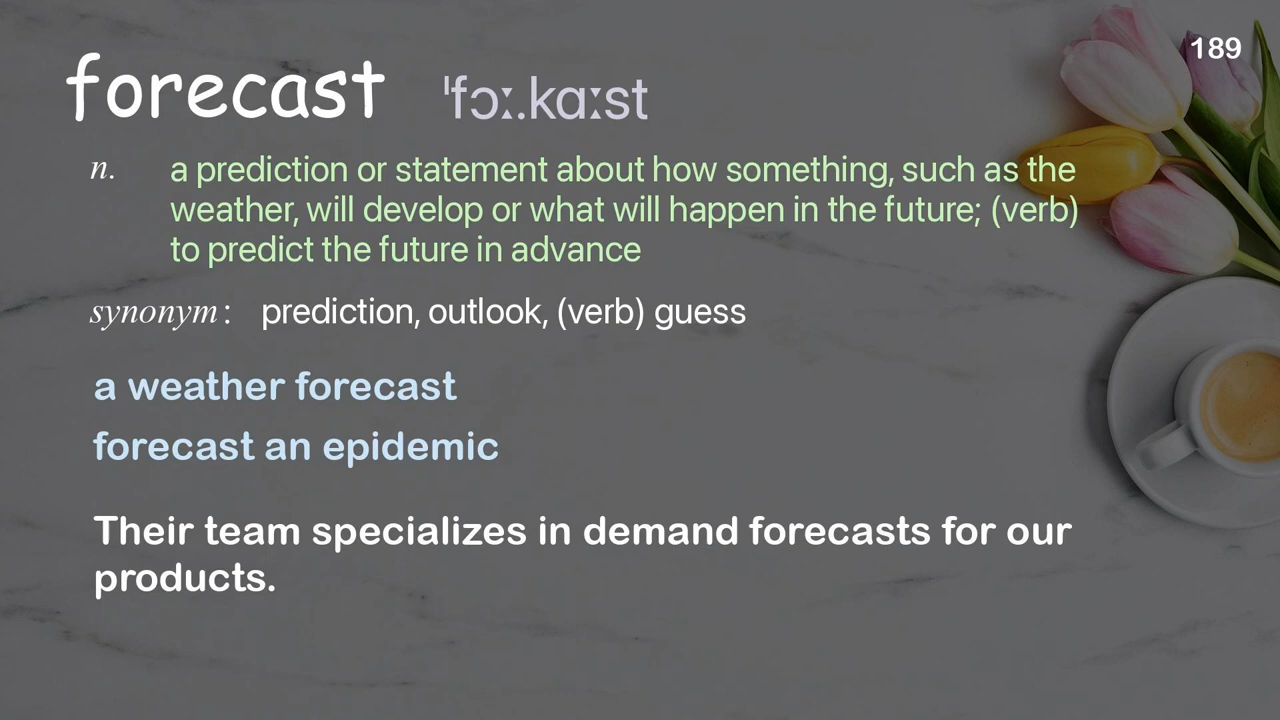 189
forecast ˈfɔː.kɑːst
n. a prediction or statement about how something, such as the
weather, will develop or what will happen in the future; (verb)
to predict the future in advance
synonym: prediction, outlook, (verb) guess
a weather forecast
forecast an epidemic
Their team specializes in demand forecasts for our
products.